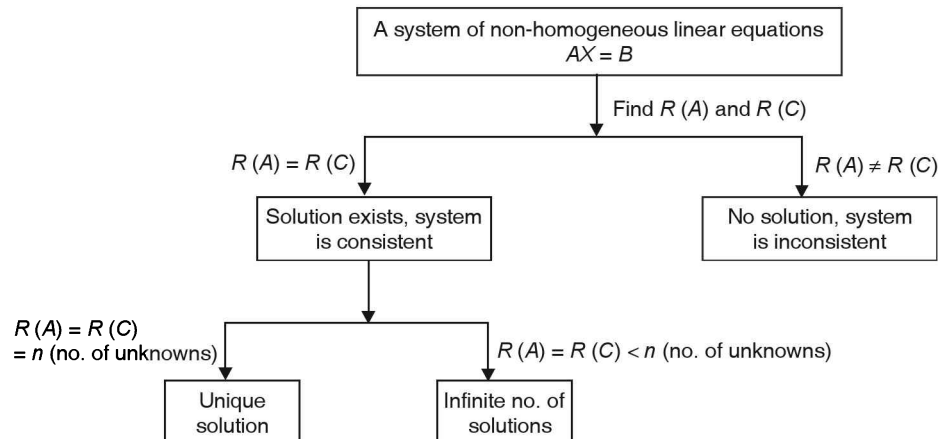 A system of non-homogeneous linear equations
AX = B
Find R (A) and R (C)
R (A) = R (C)
R (A) ≠ R (C)
Solution exists, system
is consistent
No solution, system
is inconsistent
R (A) = R (C)
= n (no. of unknowns)
R (A) = R (C) < n (no. of unknowns)
Unique
solution
Infinite no. of
solutions